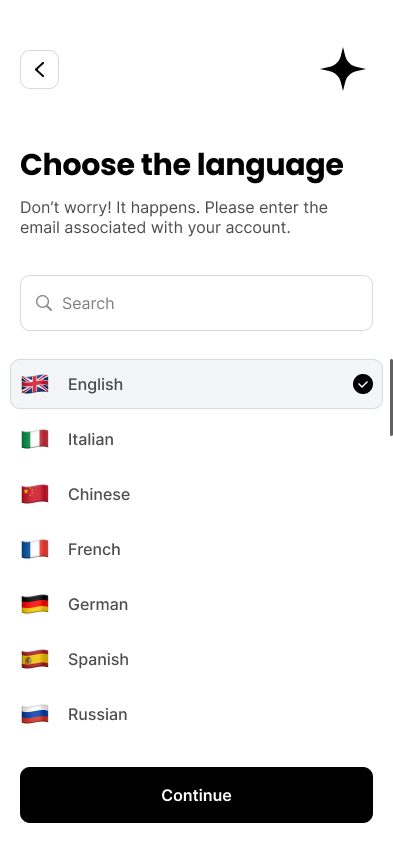 Choose the language
Don’t worry! It happens. Please enter the
email associated with your account.
Search
English
Italian
Chinese
French
German
Spanish
Russian
Continue